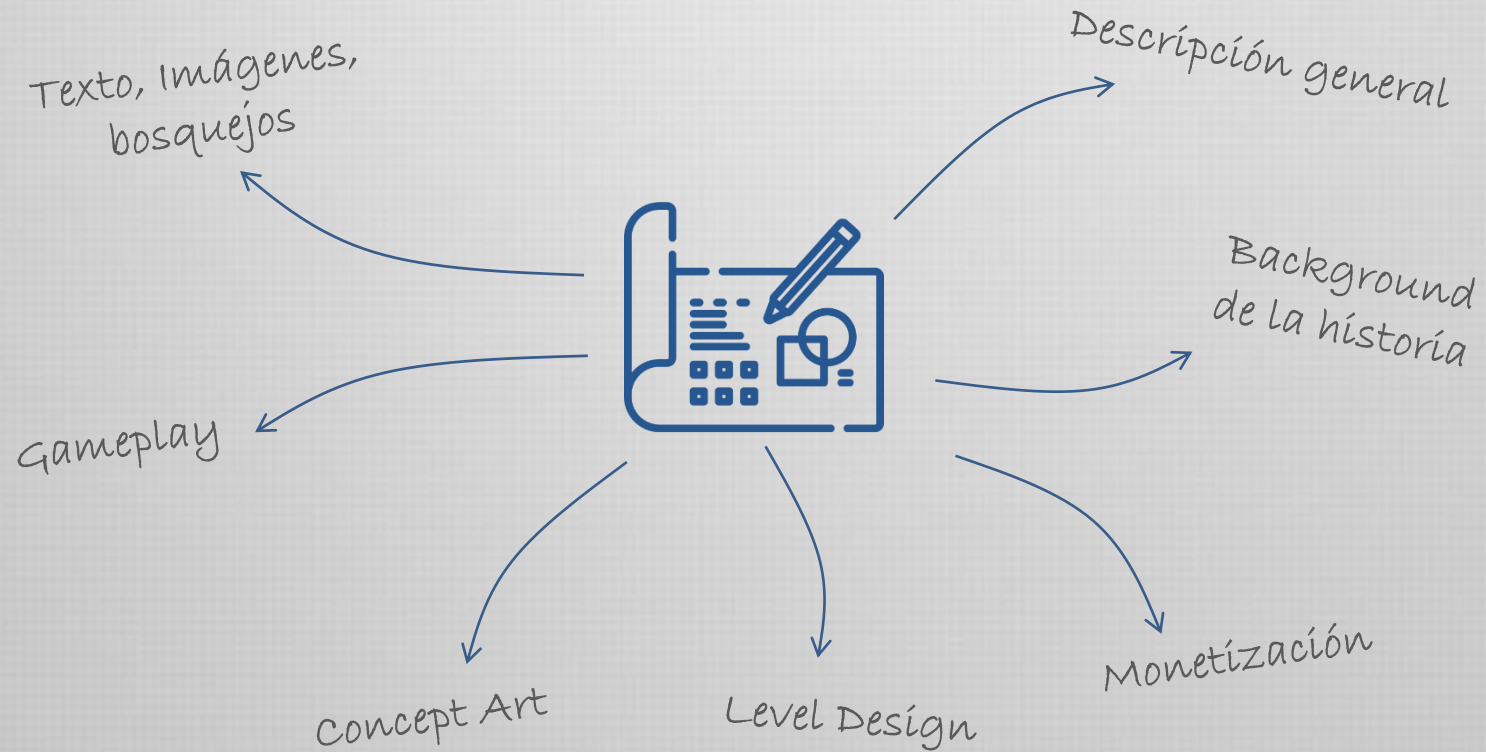 Texto, Imágenes,
bosquejos
Descripción general
Background
de la historia
Gameplay
Monetización
Concept Art
Level Design